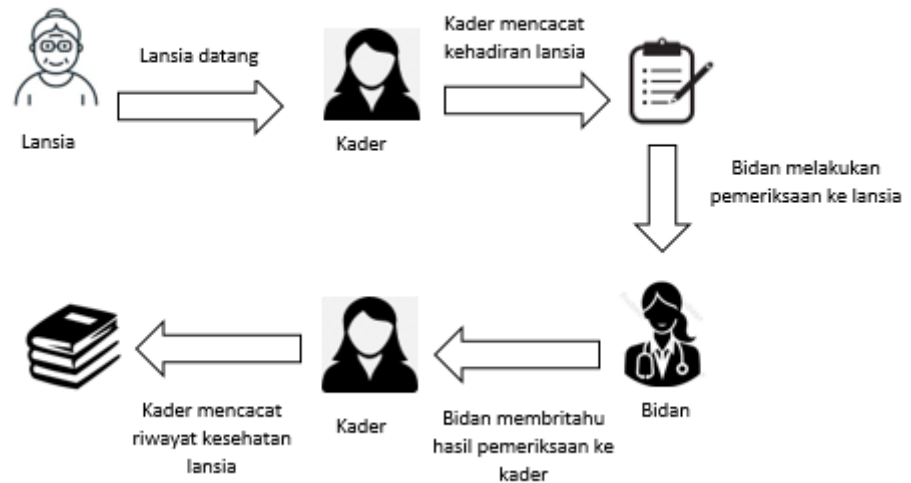 Lansia datang
Kader mencacat
kehadiran lansia
Lansia
Kader
Bidan melakukan
pemeriksaan ke lansia
Kader mencacat
riwayat kesehatan
lansia
Kader
Bidan membritahu
hasil pemeriksaan ke
kader
Bidan